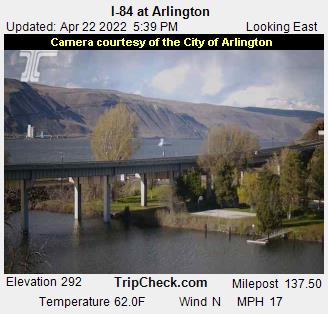 I-84 at Arlington
Updated: Apr 22 2022 5:39 PM Looking East
Camera courtesy of the City of Arlington
Elevation 292 TripCheck.com Milepost 137.50
Temperature 62.0F Wind N MPH 17